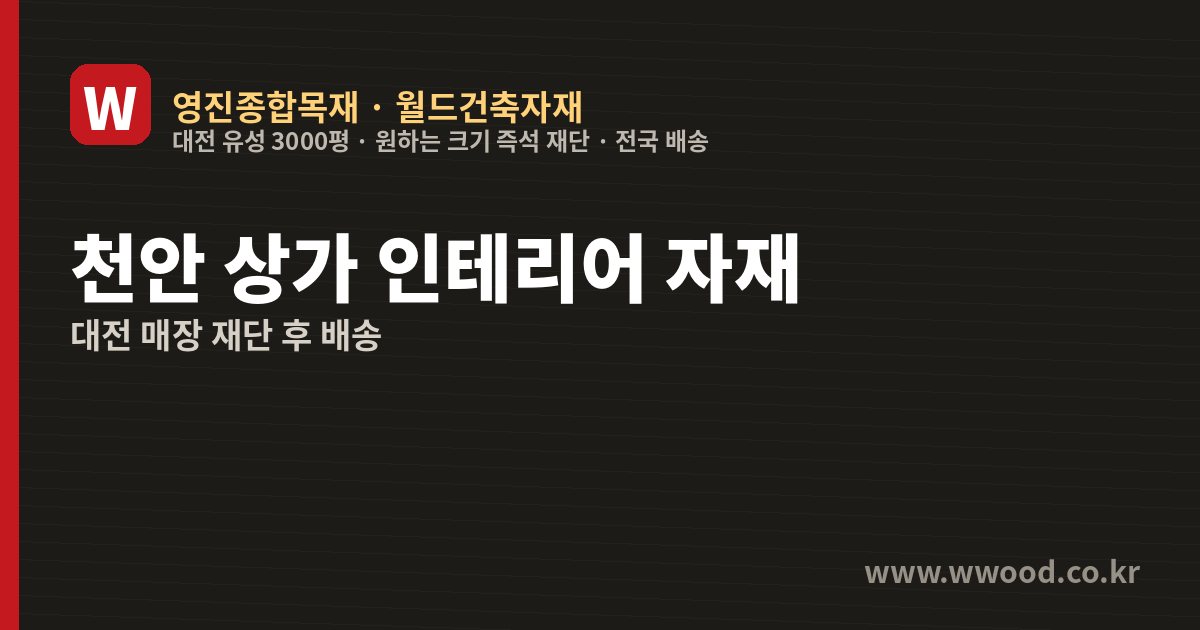 W
영진종합목재 · 월드건축자재
대전 유성 3000평 · 원하는 크기 즉석 재단 · 전국 배송
천안 상가 인테리어 자재
대전 매장 재단 후 배송
www.wwood.co.kr